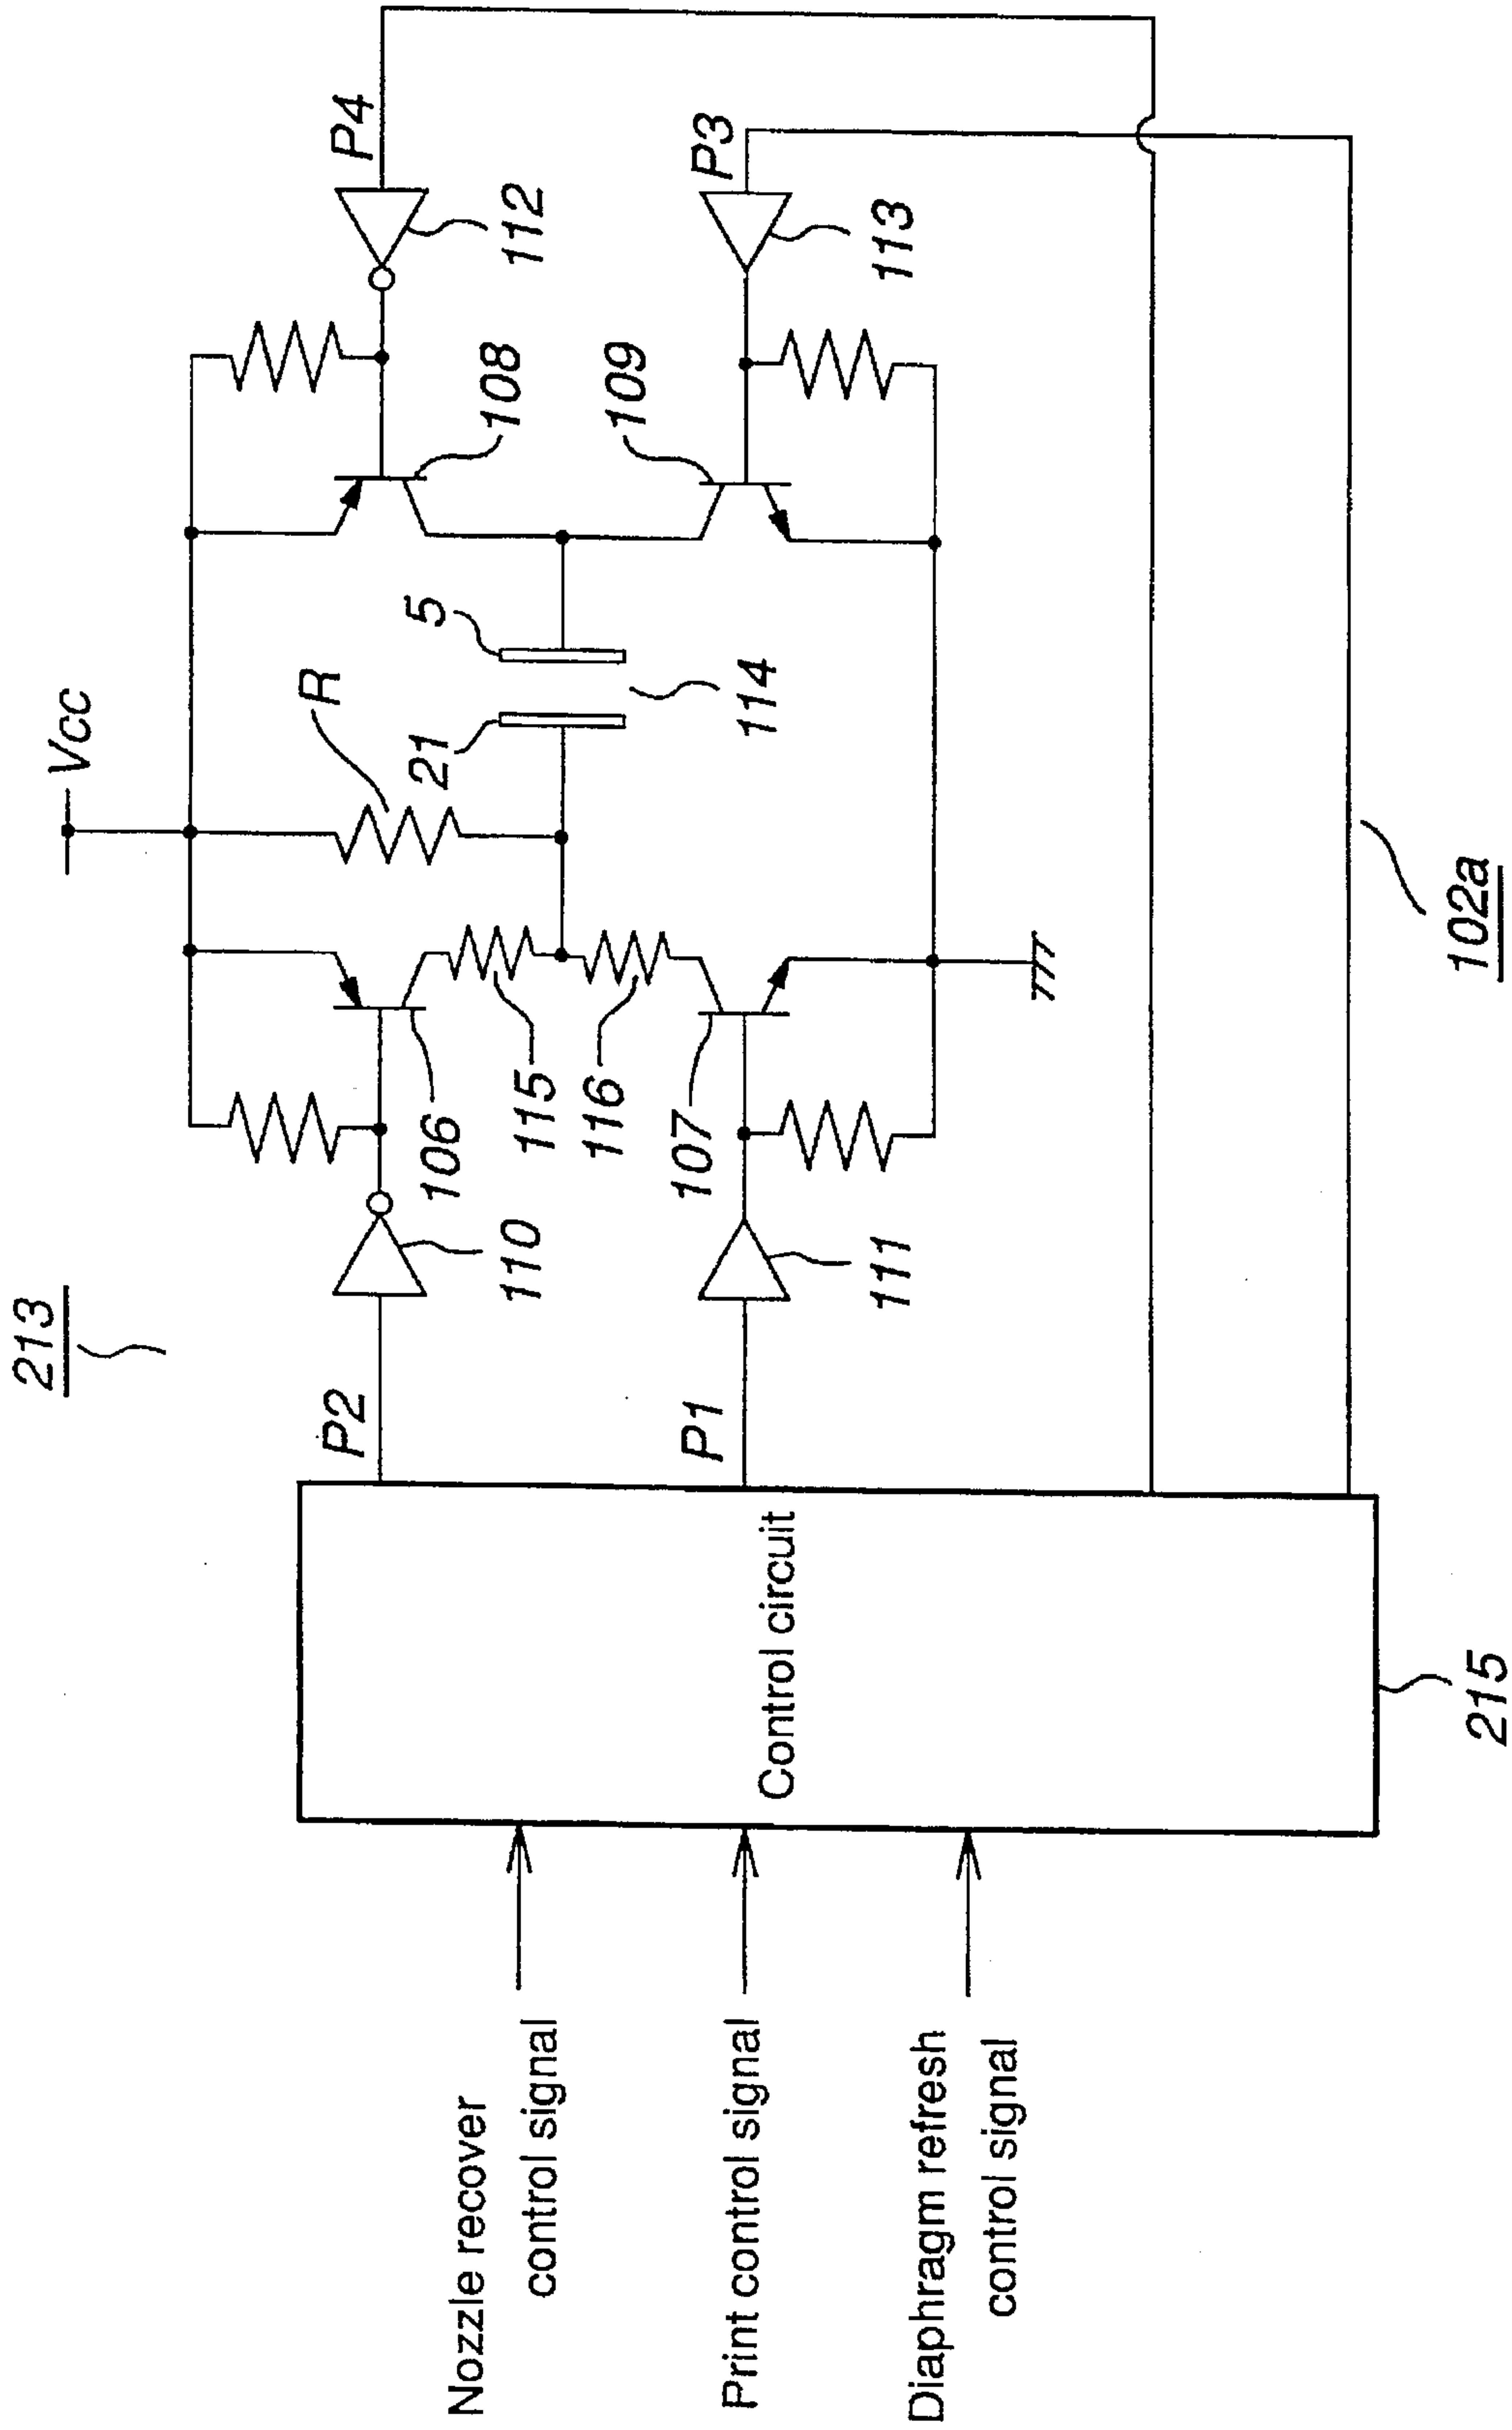 213
Vcc
P4
112
R
108
5
P2
110
106
21
115
116
114
109
P3
113
P1
111
107
Nozzle recover
control signal
Print control signal
Diaphragm refresh
control signal
Control circuit
215
102a